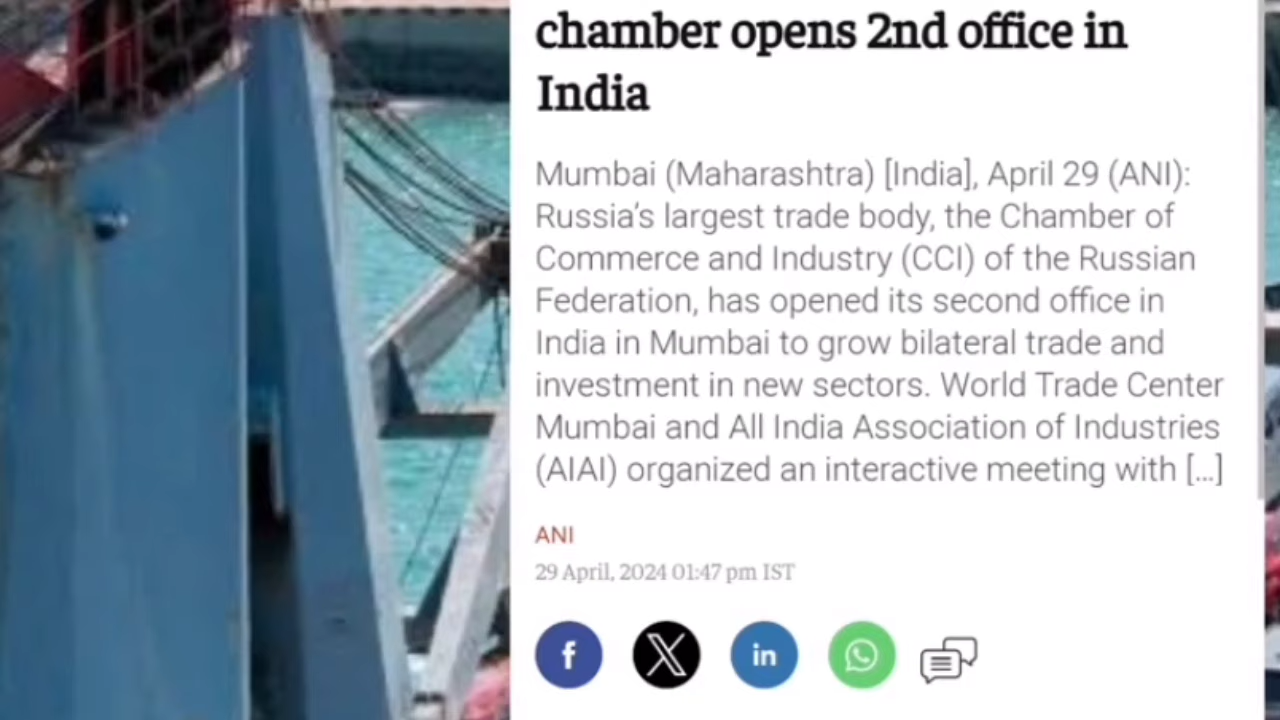 chamber opens 2nd office in
India
Mumbai (Maharashtra) [India], April 29 (ANI):
Russia's largest trade body, the Chamber of
Commerce and Industry (CCI) of the Russian
Federation, has opened its second office in
India in Mumbai to grow bilateral trade and
investment in new sectors. World Trade Center
Mumbai and All India Association of Industries
(AIAI) organized an interactive meeting with [...]
ANI
29 April, 2024 01:47 pm IST
f X in